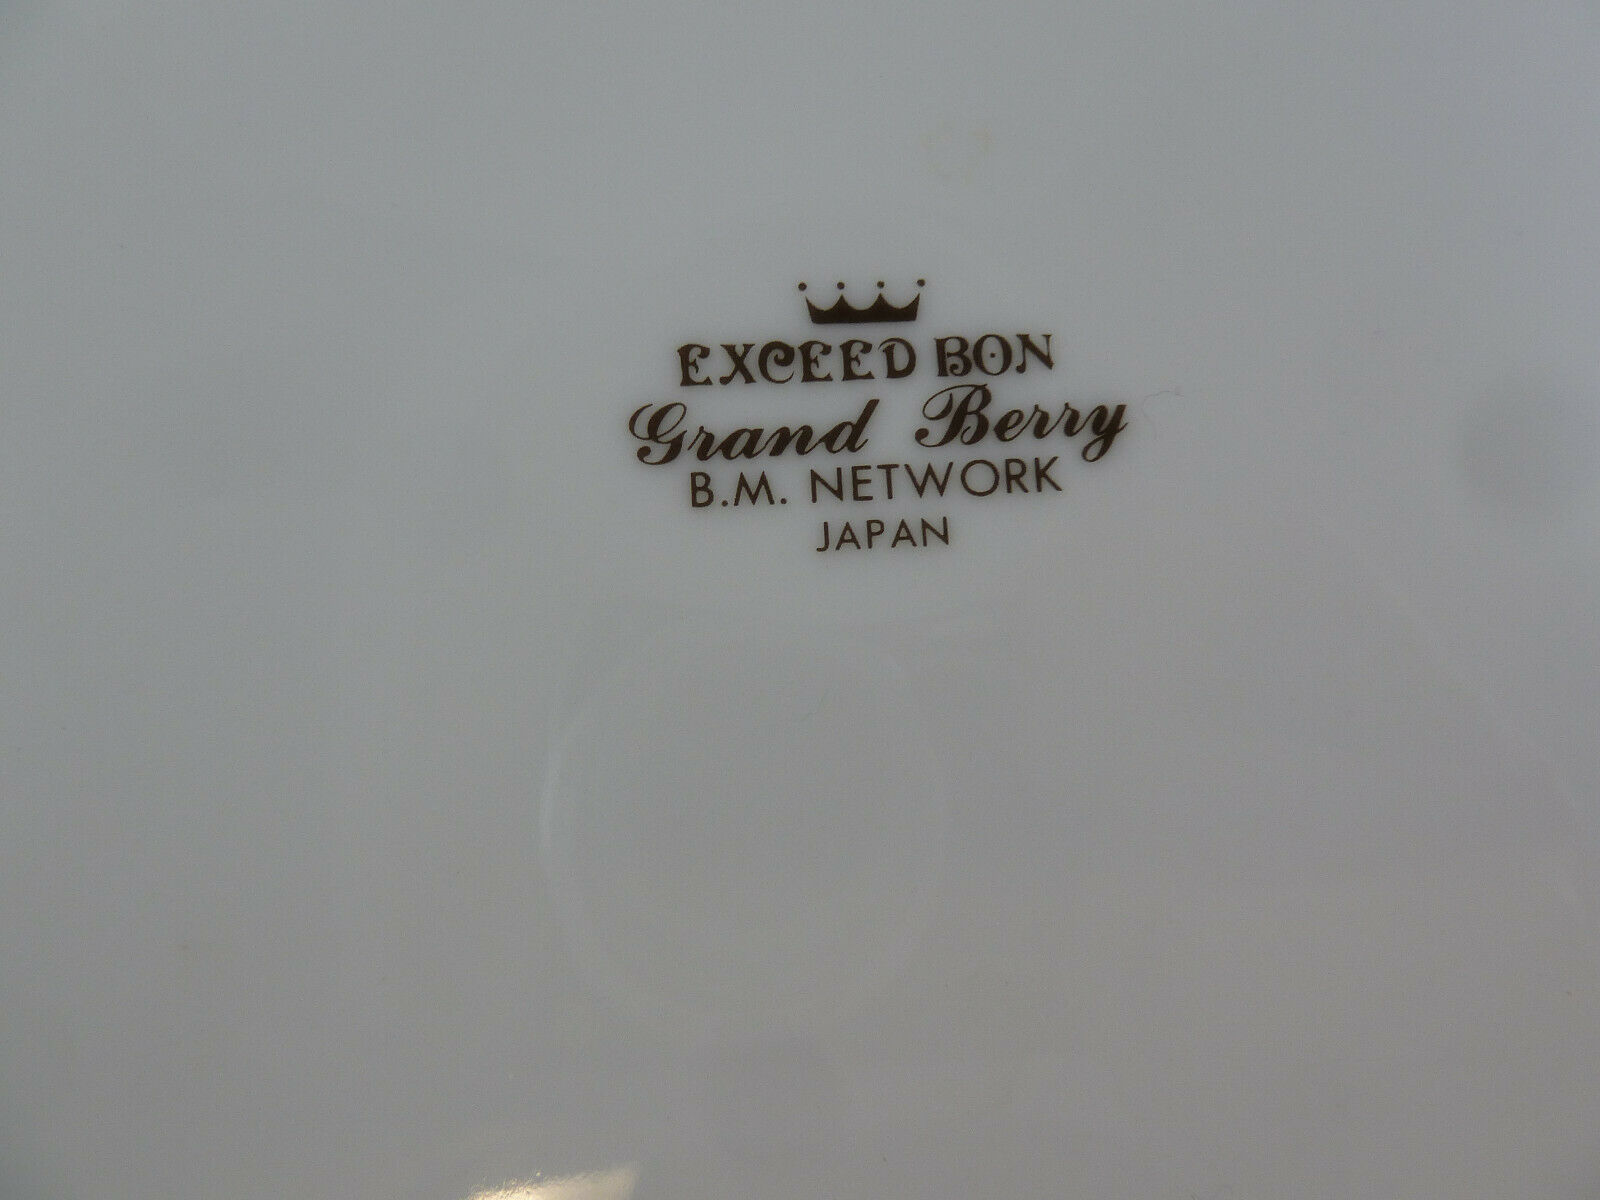 EXCEED BON
Grand Berry
B.M. NETWORK
JAPAN